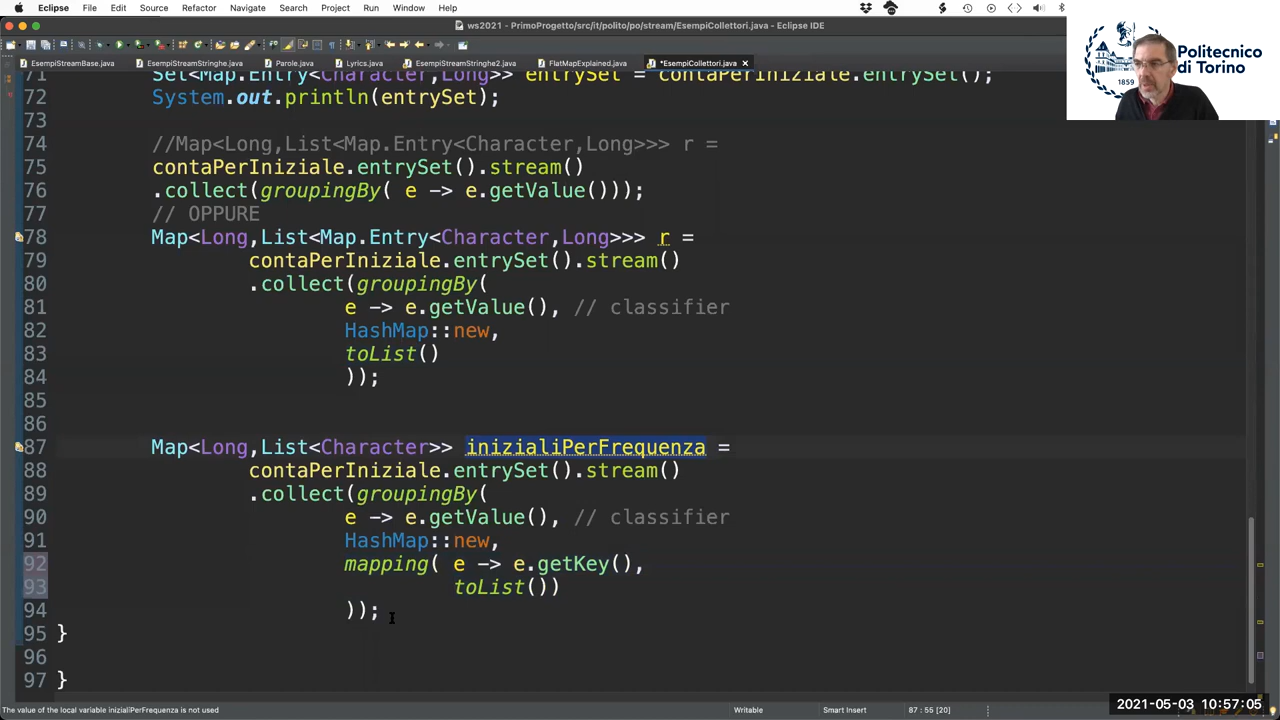 Eclipse File Edit Source Refactor Navigate Search Project Run Window Help
ws2021 - PrimoProgetto/src/it/polito/po/stream/EsempiCollettori.java - Eclipse IDE
EsempiStreamBase.java EsempiStreamStringhe.java Parole.java Lyrics.java EsempiStreamStringhe2.java FlatMapExplained.java *EsempiCollettori.java
Politecnico
di Torino
1859
71 Set<Map.Entry<Character,Long>> entrySet = contaPerIniziale.entrySet();
72 System.out.println(entrySet);
73
74 //Map<Long,List<Map.Entry<Character,Long>>> r =
75 contaPerIniziale.entrySet().stream()
76 .collect(groupingBy( e -> e.getValue()));
77 // OPPURE
78 Map<Long,List<Map.Entry<Character,Long>>> r =
79 contaPerIniziale.entrySet().stream()
80 .collect(groupingBy(
81 e -> e.getValue(), // classifier
82 HashMap::new,
83 toList()
84 ));
85
86
87 Map<Long,List<Character>> inizialiPerFrequenza =
88 contaPerIniziale.entrySet().stream()
89 .collect(groupingBy(
90 e -> e.getValue(), // classifier
91 HashMap::new,
92 mapping( e -> e.getKey(),
93 toList())
94 ));
95 }
96
97 }
The value of the local variable inizialiPerFrequenza is not used Writable Smart Insert 87 : 55 [20]
2021-05-03 10:57:05